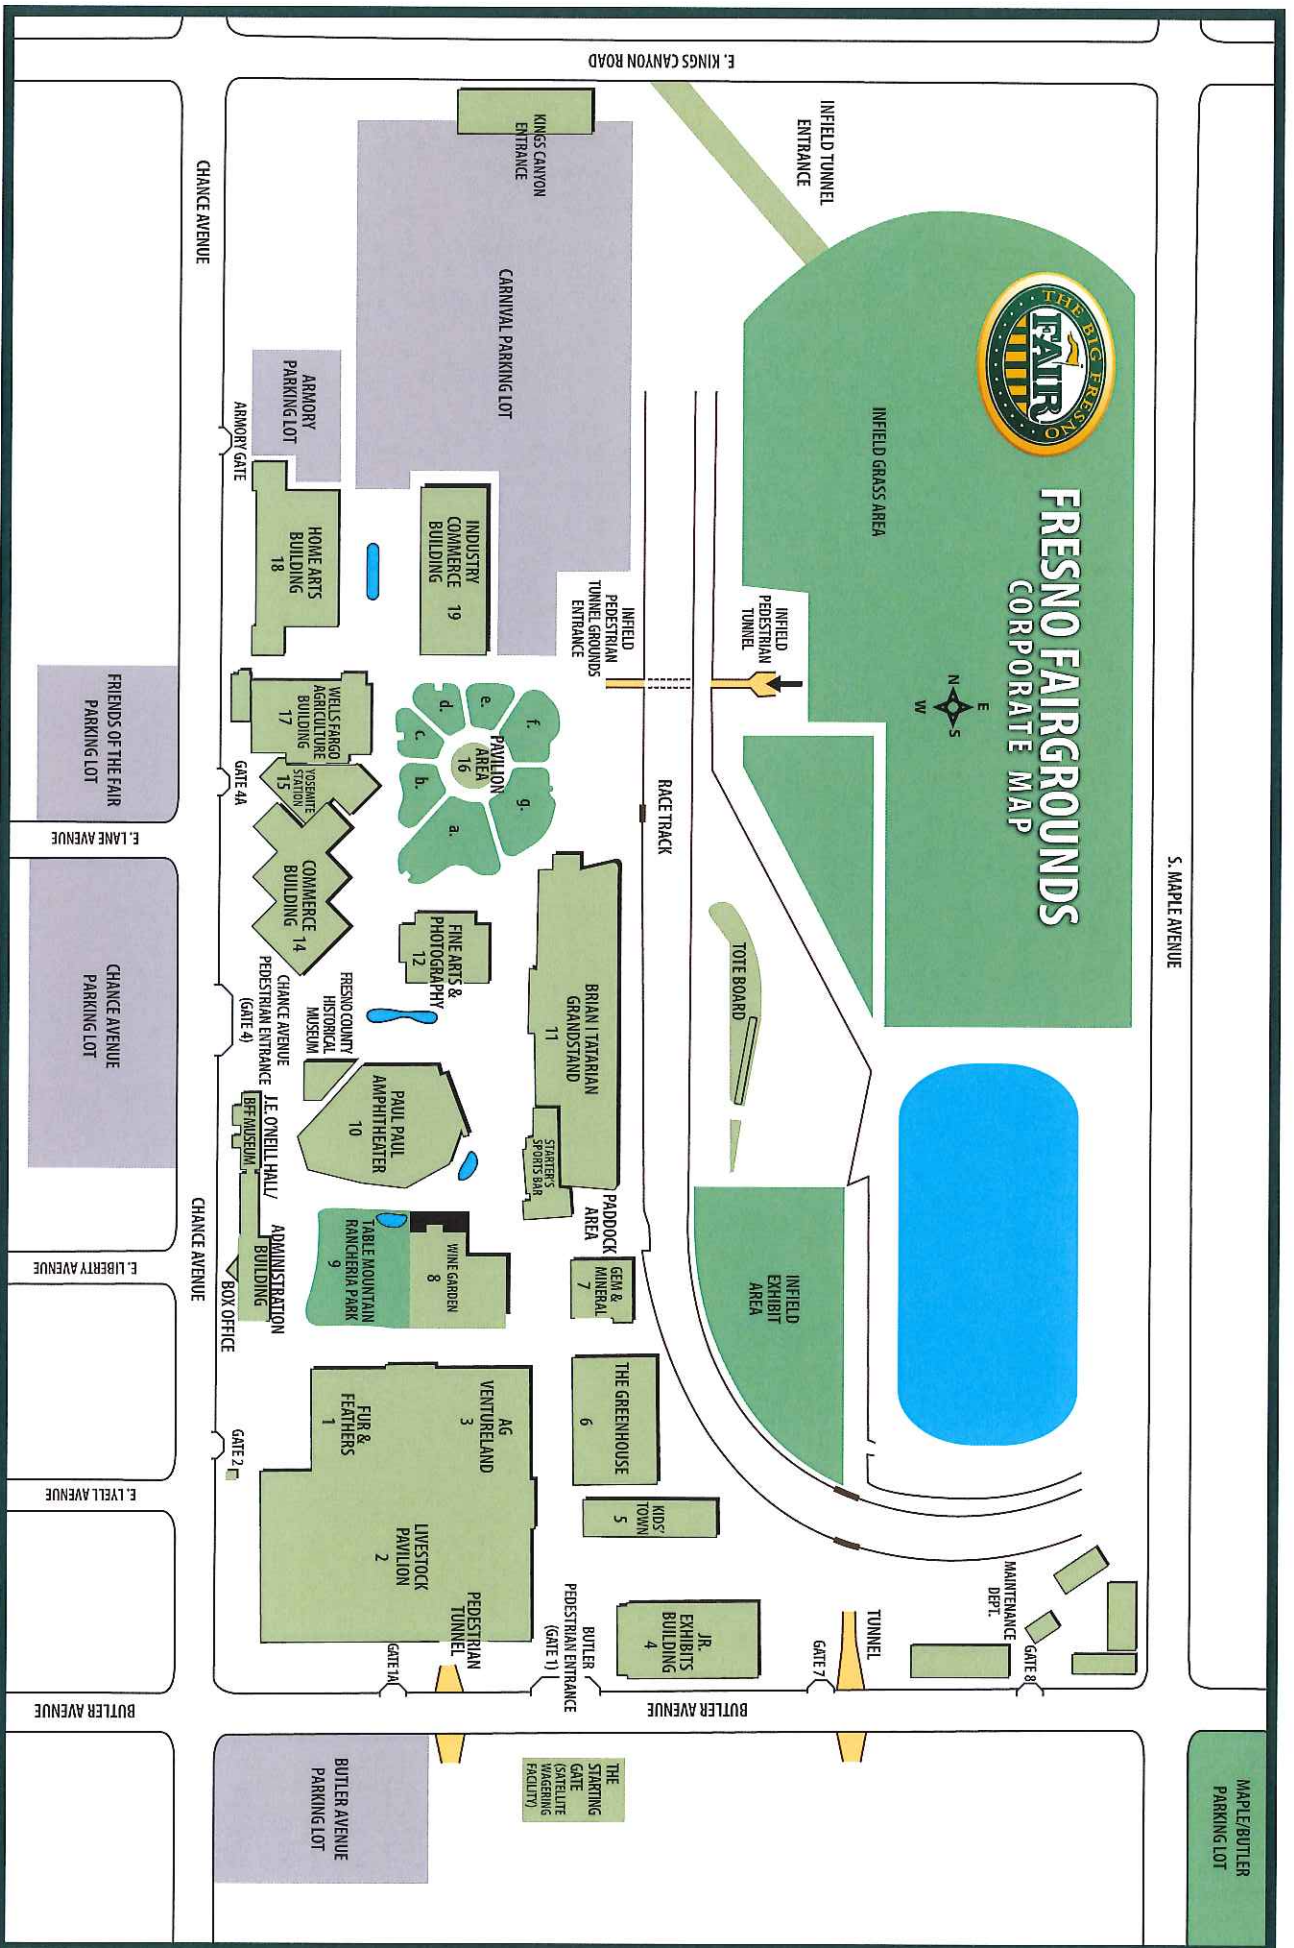 THE BIG FRESNO
FAIR
FRESNO FAIRGROUNDS
CORPORATE MAP
N
E
S
W
S. MAPLE AVENUE
MAPLE/BUTLER
PARKING LOT
E. KINGS CANYON ROAD
INFIELD TUNNEL
ENTRANCE
INFIELD GRASS AREA
INFIELD
PEDESTRIAN
TUNNEL
INFIELD
PEDESTRIAN
TUNNEL GROUNDS
ENTRANCE
RACE TRACK
TOTE BOARD
INFIELD
EXHIBIT
AREA
MAINTENANCE
DEPT.
GATE 8
TUNNEL
GATE 7
BUTLER AVENUE
KINGS CANYON
ENTRANCE
CARNIVAL PARKING LOT
INDUSTRY
COMMERCE 19
BUILDING
PAVILION
AREA
16
a.
b.
c.
d.
e.
f.
g.
BRIAN I TATARIAN
GRANDSTAND
11
STARTER'S
SPORTS BAR
PADDOCK
AREA
GEM &
MINERAL
7
THE GREENHOUSE
6
KIDS'
TOWN
5
JR.
EXHIBITS
BUILDING
4
BUTLER
PEDESTRIAN ENTRANCE
(GATE 1)
THE
STARTING
GATE
(SATELLITE
WAGERING
FACILITY)
FINE ARTS &
PHOTOGRAPHY
12
FRESNO COUNTY
HISTORICAL
MUSEUM
PAUL PAUL
AMPHITHEATER
10
WINE GARDEN
8
TABLE MOUNTAIN
RANCHERIA PARK
9
AG
VENTURELAND
3
FUR &
FEATHERS
1
LIVESTOCK
PAVILION
2
PEDESTRIAN
TUNNEL
GATE 1A
ARMORY
PARKING LOT
ARMORY GATE
HOME ARTS
BUILDING
18
WELLS FARGO
AGRICULTURE
BUILDING
17
YOSEMITE
STATION
15
GATE 4A
COMMERCE
BUILDING 14
CHANCE AVENUE
PEDESTRIAN ENTRANCE
(GATE 4)
J.E. O'NEILL HALL/
BFF MUSEUM
ADMINISTRATION
BUILDING
BOX OFFICE
GATE 2
CHANCE AVENUE
CHANCE AVENUE
FRIENDS OF THE FAIR
PARKING LOT
E. LANE AVENUE
CHANCE AVENUE
PARKING LOT
E. LIBERTY AVENUE
E. LYELL AVENUE
BUTLER AVENUE
BUTLER AVENUE
PARKING LOT